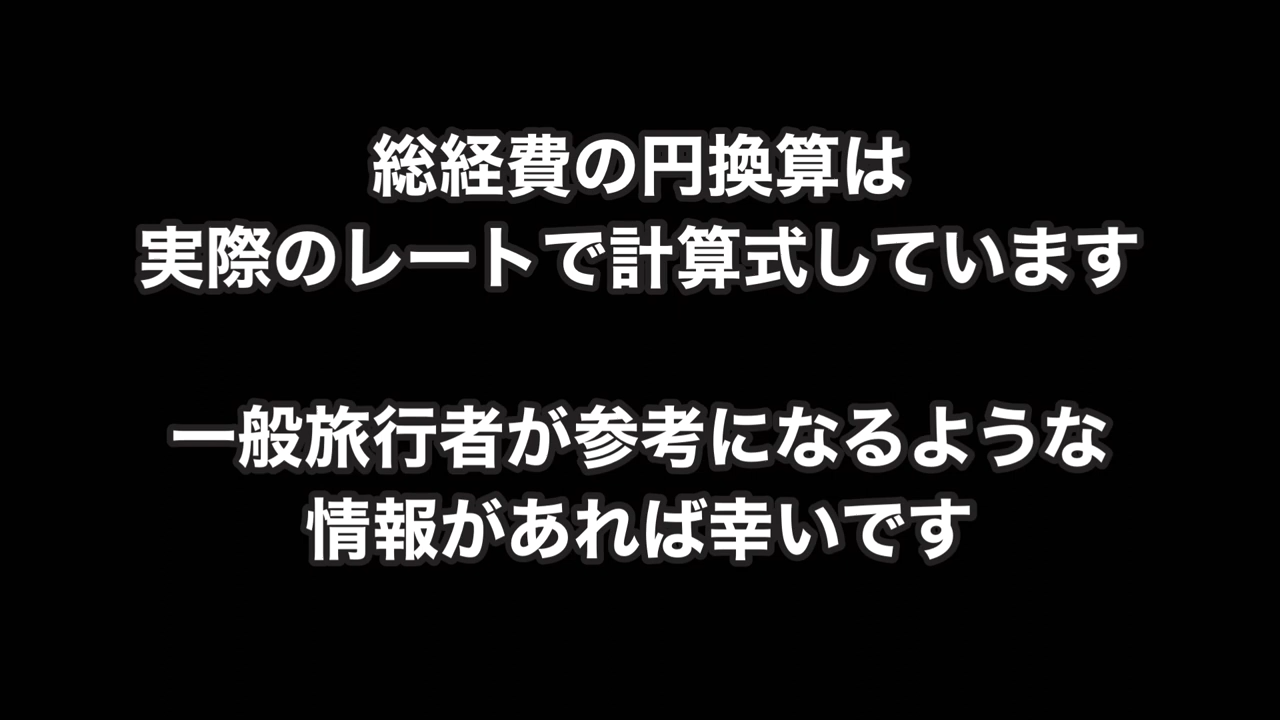 総経費の円換算は
実際のレートで計算式しています
一般旅行者が参考になるような
情報があれば幸いです